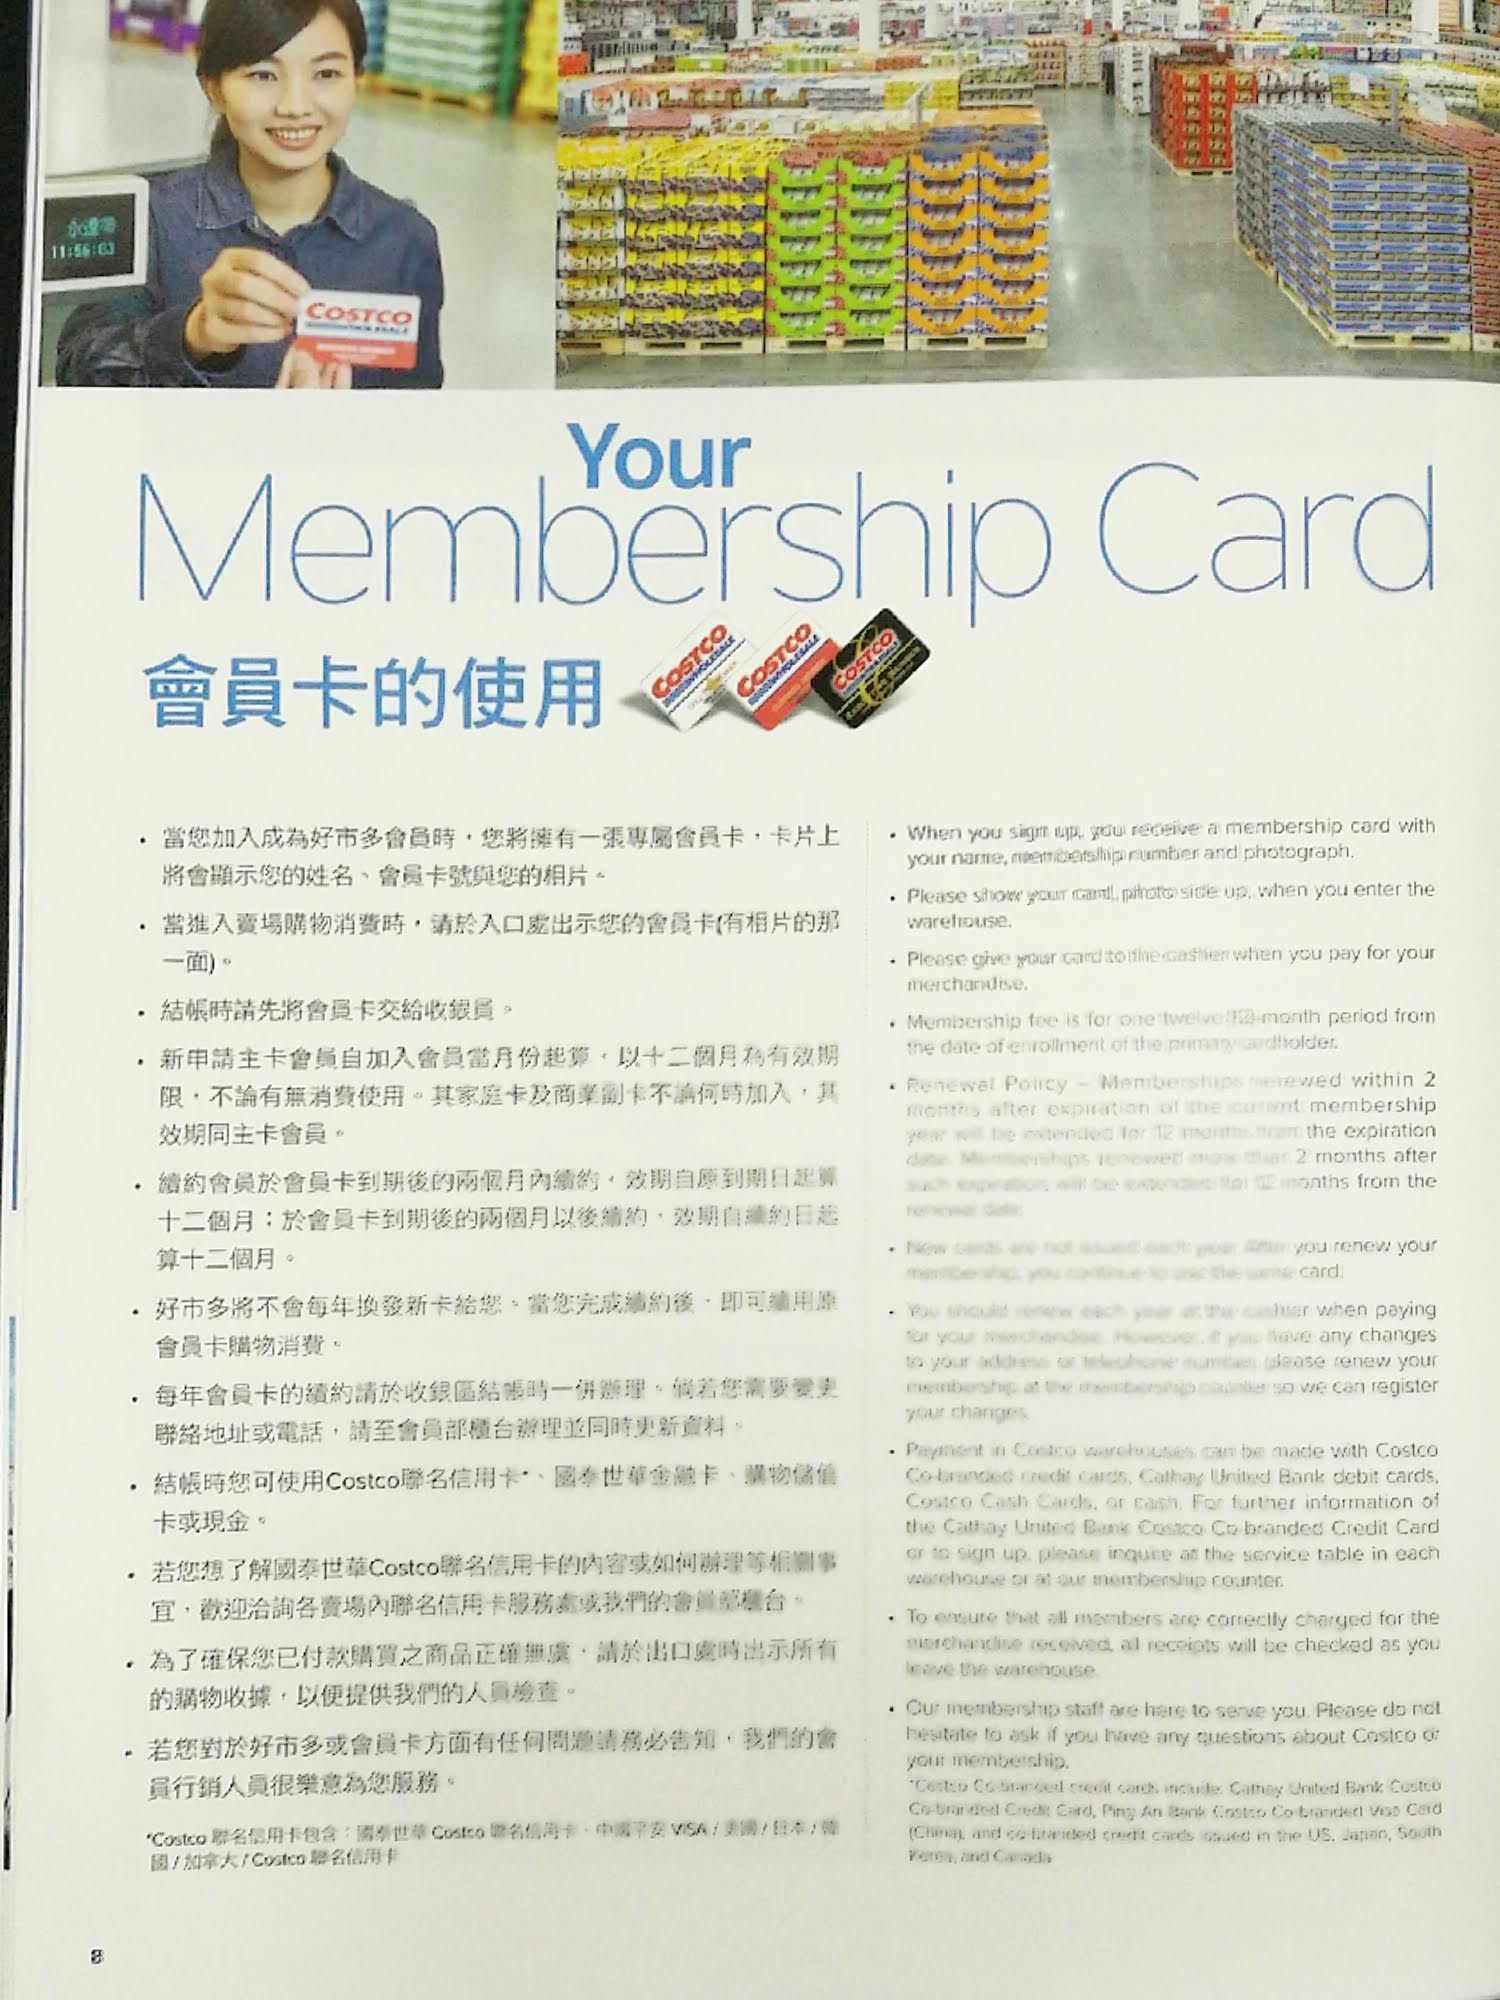 11:56:03
COSTCO
WHOLESALE
Your
Membership Card
會員卡的使用
COSTCO
WHOLESALE
COSTCO
WHOLESALE
COSTCO
WHOLESALE
• 當您加入成為好市多會員時，您將擁有一張專屬會員卡，卡片上
將會顯示您的姓名、會員卡號與您的相片。
• 當進入賣場購物消費時，請於入口處出示您的會員卡(有相片的那
一面)。
• 結帳時請先將會員卡交給收銀員。
• 新申請主卡會員自加入會員當月份起算，以十二個月為有效期
限，不論有無消費使用。其家庭卡及商業副卡不論何時加入，其
效期同主卡會員。
• 續約會員於會員卡到期後的兩個月內續約，效期自原到期日起算
十二個月；於會員卡到期後的兩個月以後續約，效期自續約日起
算十二個月。
• 好市多將不會每年換發新卡給您。當您完成續約後，即可續用原
會員卡購物消費。
• 每年會員卡的續約請於收銀區結帳時一併辦理。倘若您需要變更
聯絡地址或電話，請至會員部櫃台辦理並同時更新資料。
• 結帳時您可使用Costco聯名信用卡*、國泰世華金融卡、購物儲值
卡或現金。
• 若您想了解國泰世華Costco聯名信用卡的內容或如何辦理等相關事
宜，歡迎洽詢各賣場內聯名信用卡服務處或我們的會員部櫃台。
• 為了確保您已付款購買之商品正確無虞，請於出口處時出示所有
的購物收據，以便提供我們的人員檢查。
• 若您對於好市多或會員卡方面有任何問題請務必告知，我們的會
員行銷人員很樂意為您服務。
*Costco 聯名信用卡包含：國泰世華 Costco 聯名信用卡、中國平安 VISA / 美國 / 日本 / 韓
國 / 加拿大 / Costco 聯名信用卡
• When you sign up, you receive a membership card with
your name, membership number and photograph.
• Please show your card, photo side up, when you enter the
warehouse.
• Please give your card to the cashier when you pay for your
merchandise.
• Membership fee is for one twelve (12)-month period from
the date of enrollment of the primary cardholder.
• Renewal Policy – Memberships renewed within 2
months after expiration of the current membership
year will be extended for 12 months from the expiration
date. Memberships renewed more than 2 months after
such expiration, will be extended for 12 months from the
renewal date.
• New cards are not issued each year. After you renew your
membership, you continue to use the same card.
• You should renew each year at the cashier when paying
for your merchandise. However, if you have any changes
to your address or telephone number, please renew your
membership at the membership counter so we can register
your changes.
• Payment in Costco warehouses can be made with Costco
Co-branded credit cards, Cathay United Bank debit cards,
Costco Cash Cards, or cash. For further information of
the Cathay United Bank Costco Co-branded Credit Card
or to sign up, please inquire at the service table in each
warehouse or at our membership counter.
• To ensure that all members are correctly charged for the
merchandise received, all receipts will be checked as you
leave the warehouse.
• Our membership staff are here to serve you. Please do not
hesitate to ask if you have any questions about Costco or
your membership.
*Costco Co-branded credit cards include: Cathay United Bank Costco
Co-branded Credit Card, Ping An Bank Costco Co-branded Visa Card
(China), and co-branded credit cards issued in the US, Japan, South
Korea, and Canada
8